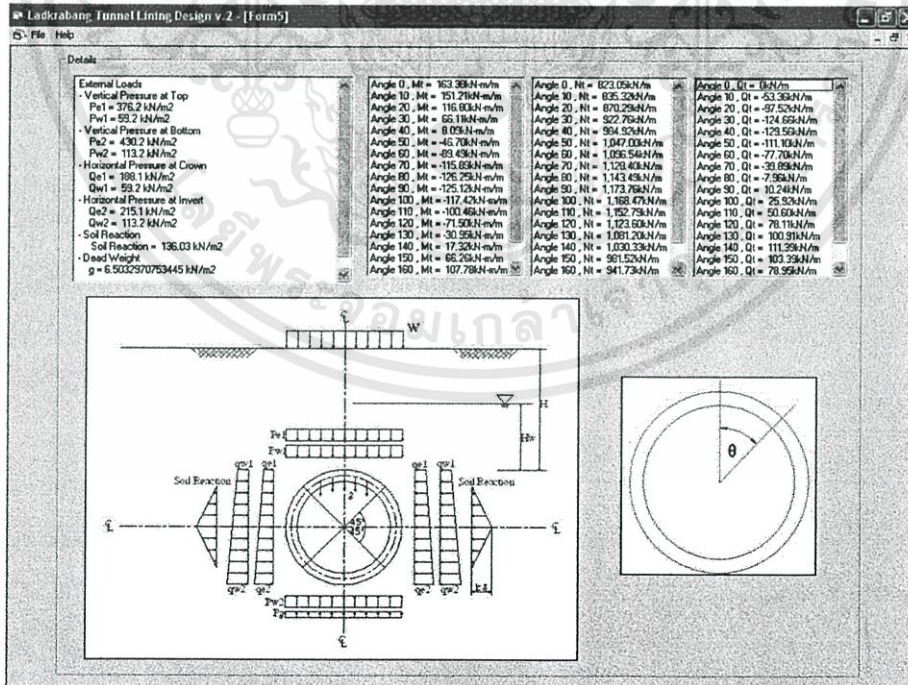 Ladkrabang Tunnel Lining Design v.2 - [Form5]
File Help
Details
External Loads
- Vertical Pressure at Top
Pe1 = 376.2 kN/m2
Pw1 = 59.2 kN/m2
- Vertical Pressure at Bottom
Pe2 = 430.2 kN/m2
Pw2 = 113.2 kN/m2
- Horizontal Pressure at Crown
Qe1 = 188.1 kN/m2
Qw1 = 59.2 kN/m2
- Horizontal Pressure at Invert
Qe2 = 215.1 kN/m2
Qw2 = 113.2 kN/m2
- Soil Reaction
Soil Reaction = 136.03 kN/m2
- Dead Weight
g = 6.5032970753445 kN/m2
Angle 0 , Mt = 163.38kN-m/m
Angle 10 , Mt = 151.21kN-m/m
Angle 20 , Mt = 116.80kN-m/m
Angle 30 , Mt = 66.11kN-m/m
Angle 40 , Mt = 8.09kN-m/m
Angle 50 , Mt = -46.70kN-m/m
Angle 60 , Mt = -89.49kN-m/m
Angle 70 , Mt = -115.89kN-m/m
Angle 80 , Mt = -126.25kN-m/m
Angle 90 , Mt = -125.12kN-m/m
Angle 100 , Mt = -117.42kN-m/m
Angle 110 , Mt = -100.46kN-m/m
Angle 120 , Mt = -71.50kN-m/m
Angle 130 , Mt = -30.95kN-m/m
Angle 140 , Mt = 17.32kN-m/m
Angle 150 , Mt = 66.26kN-m/m
Angle 160 , Mt = 107.78kN-m/m
Angle 0 , Nt = 823.05kN/m
Angle 10 , Nt = 835.32kN/m
Angle 20 , Nt = 870.29kN/m
Angle 30 , Nt = 922.76kN/m
Angle 40 , Nt = 984.92kN/m
Angle 50 , Nt = 1,047.00kN/m
Angle 60 , Nt = 1,096.54kN/m
Angle 70 , Nt = 1,128.40kN/m
Angle 80 , Nt = 1,143.49kN/m
Angle 90 , Nt = 1,173.76kN/m
Angle 100 , Nt = 1,168.47kN/m
Angle 110 , Nt = 1,152.79kN/m
Angle 120 , Nt = 1,123.60kN/m
Angle 130 , Nt = 1,081.20kN/m
Angle 140 , Nt = 1,030.33kN/m
Angle 150 , Nt = 981.52kN/m
Angle 160 , Nt = 941.73kN/m
Angle 0 , Qt = 0kN/m
Angle 10 , Qt = -53.36kN/m
Angle 20 , Qt = -97.52kN/m
Angle 30 , Qt = -124.66kN/m
Angle 40 , Qt = -129.56kN/m
Angle 50 , Qt = -111.10kN/m
Angle 60 , Qt = -77.70kN/m
Angle 70 , Qt = -39.89kN/m
Angle 80 , Qt = -7.96kN/m
Angle 90 , Qt = 10.24kN/m
Angle 100 , Qt = 25.92kN/m
Angle 110 , Qt = 50.60kN/m
Angle 120 , Qt = 78.11kN/m
Angle 130 , Qt = 100.91kN/m
Angle 140 , Qt = 111.39kN/m
Angle 150 , Qt = 103.39kN/m
Angle 160 , Qt = 78.95kN/m
W
H
Hw
Pe1
Pw1
qw1 qe1 qe1 qw1
Soil Reaction Soil Reaction
45°
45°
qw2 qe2 qe2 qw2
Pw2
θ